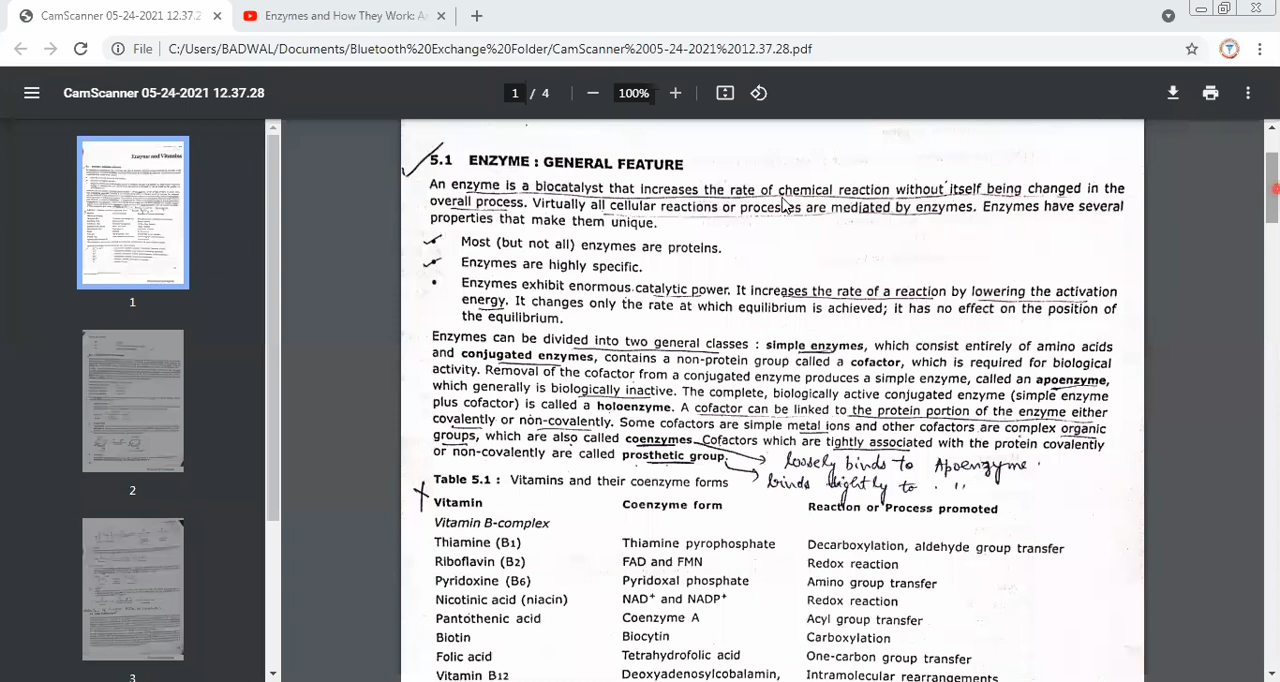 CamScanner 05-24-2021 12.37.2
Enzymes and How They Work: A
File C:/Users/BADWAL/Documents/Bluetooth%20Exchange%20Folder/CamScanner%2005-24-2021%2012.37.28.pdf
CamScanner 05-24-2021 12.37.28
1 / 4
100%
Enzyme and Vitamins
1
2
3
5.1 ENZYME : GENERAL FEATURE
An enzyme is a biocatalyst that increases the rate of chemical reaction without itself being changed in the
overall process. Virtually all cellular reactions or processes are mediated by enzymes. Enzymes have several
properties that make them unique.
Most (but not all) enzymes are proteins.
Enzymes are highly specific.
• Enzymes exhibit enormous catalytic power. It increases the rate of a reaction by lowering the activation
energy. It changes only the rate at which equilibrium is achieved; it has no effect on the position of
the equilibrium.
Enzymes can be divided into two general classes : simple enzymes, which consist entirely of amino acids
and conjugated enzymes, contains a non-protein group called a cofactor, which is required for biological
activity. Removal of the cofactor from a conjugated enzyme produces a simple enzyme, called an apoenzyme,
which generally is biologically inactive. The complete, biologically active conjugated enzyme (simple enzyme
plus cofactor) is called a holoenzyme. A cofactor can be linked to the protein portion of the enzyme either
covalently or non-covalently. Some cofactors are simple metal ions and other cofactors are complex organic
groups, which are also called coenzymes. Cofactors which are tightly associated with the protein covalently
or non-covalently are called prosthetic group.
loosely binds to Apoenzyme.
binds tightly to . "
Table 5.1 : Vitamins and their coenzyme forms
Vitamin Coenzyme form Reaction or Process promoted
Vitamin B-complex
Thiamine (B1) Thiamine pyrophosphate Decarboxylation, aldehyde group transfer
Riboflavin (B2) FAD and FMN Redox reaction
Pyridoxine (B6) Pyridoxal phosphate Amino group transfer
Nicotinic acid (niacin) NAD+ and NADP+ Redox reaction
Pantothenic acid Coenzyme A Acyl group transfer
Biotin Biocytin Carboxylation
Folic acid Tetrahydrofolic acid One-carbon group transfer
Vitamin B12 Deoxyadenosylcobalamin, Intramolecular rearrangements